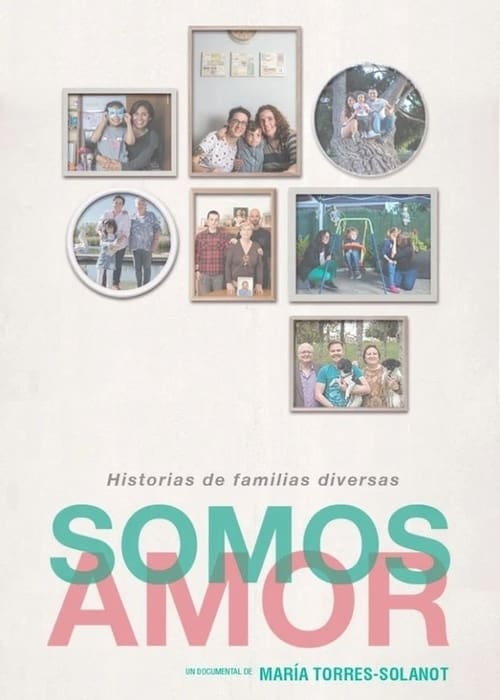 Historias de familias diversas
SOMOS
AMOR
UN DOCUMENTAL DE MARÍA TORRES-SOLANOT